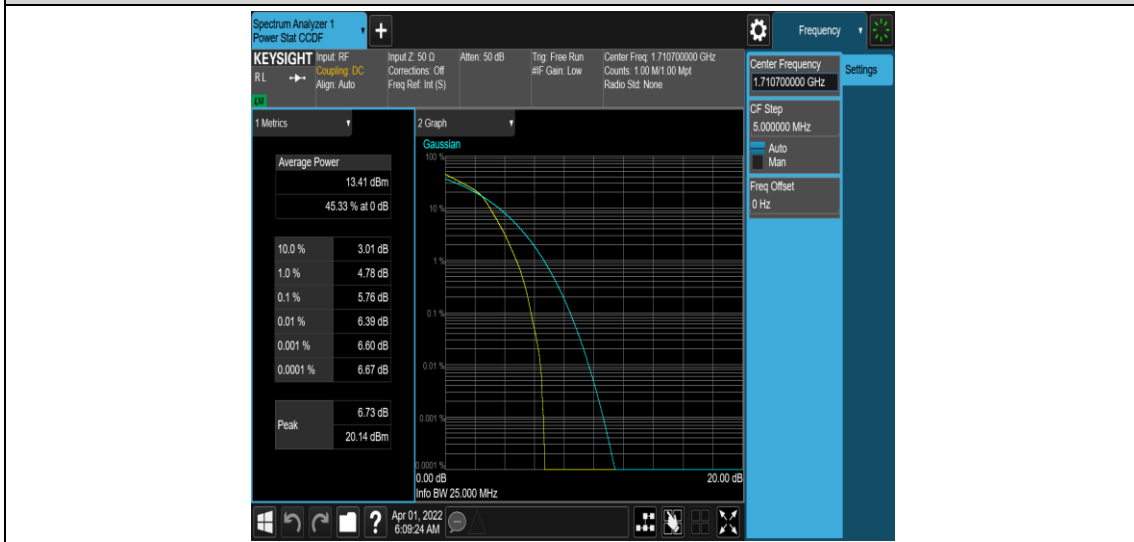 Spectrum Analyzer 1
Power Stat CCDF
+
Frequency
KEYSIGHT
RL
LXI
Input: RF
Coupling: DC
Align: Auto
Input Z: 50 Ω
Corrections: Off
Freq Ref: Int (S)
Atten: 50 dB
Trig: Free Run
#IF Gain: Low
Center Freq: 1.710700000 GHz
Counts: 1.00 M/1.00 Mpt
Radio Std: None
Center Frequency
1.710700000 GHz
Settings
CF Step
5.000000 MHz
Auto
Man
Freq Offset
0 Hz
1 Metrics
Average Power
13.41 dBm
45.33 % at 0 dB
10.0 % 3.01 dB
1.0 % 4.78 dB
0.1 % 5.76 dB
0.01 % 6.39 dB
0.001 % 6.60 dB
0.0001 % 6.67 dB
Peak
6.73 dB
20.14 dBm
2 Graph
Gaussian
100 %
10 %
1 %
0.1 %
0.01 %
0.001 %
0.0001 %
0.00 dB 20.00 dB
Info BW 25.000 MHz
?
Apr 01, 2022
6:09:24 AM